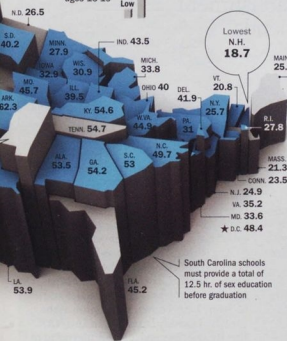 ages 15-19
Low
N.D. 26.5
S.D.
40.2
MINN.
27.9
IND. 43.5
WIS.
30.9
MICH.
33.8
Lowest
N.H.
18.7
IOWA
32.9
MO.
45.7
ILL.
39.5
OHIO 40
DEL.
41.9
VT.
20.8
N.Y.
25.7
ARK.
62.3
KY. 54.6
W.VA.
44.9
PA.
31
R.I.
27.8
TENN. 54.7
N.C.
49.7
ALA.
53.5
GA.
54.2
S.C.
53
MASS.
21.3
CONN. 23.5
N.J. 24.9
VA. 35.2
MD. 33.6
★ D.C. 48.4
LA.
53.9
FLA.
45.2
South Carolina schools
must provide a total of
12.5 hr. of sex education
before graduation